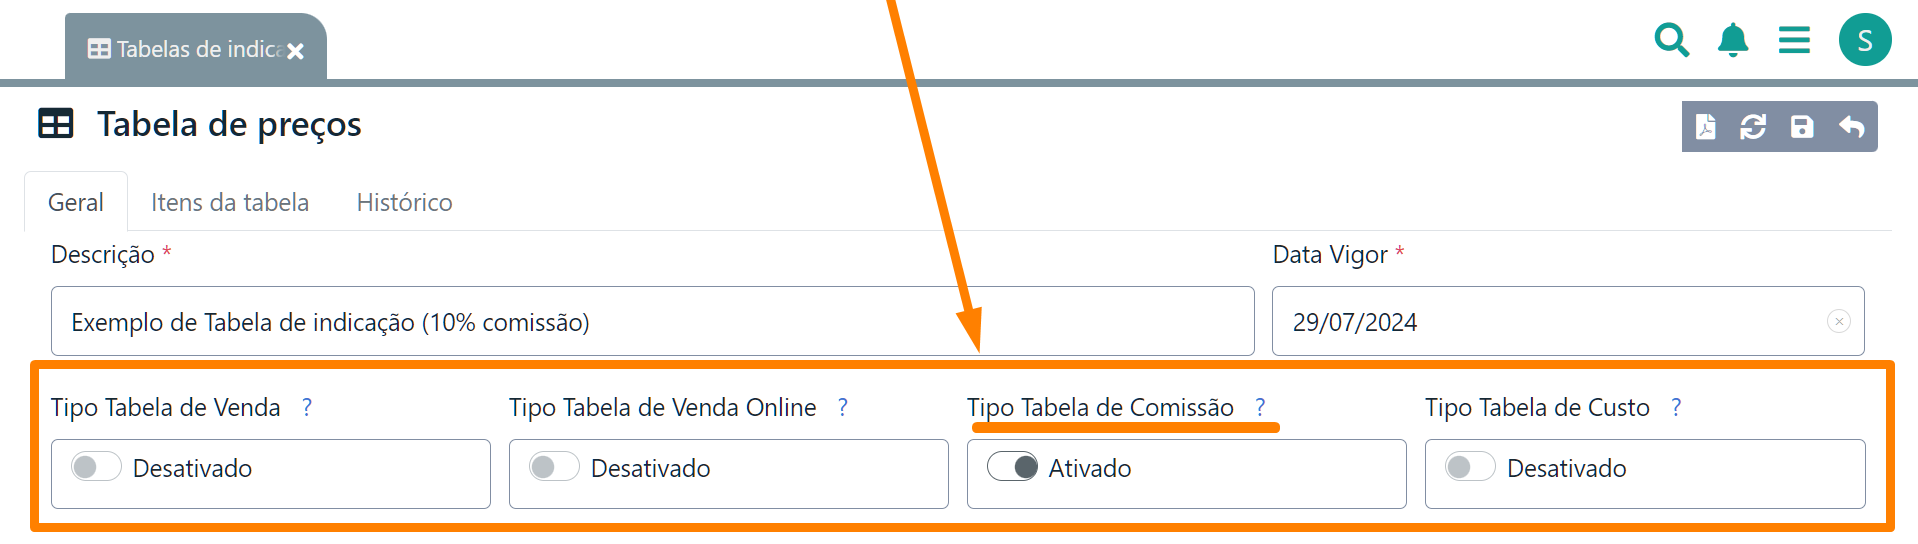 Tabelas de indica
S
Tabela de preços
Geral
Itens da tabela
Histórico
Descrição *
Data Vigor *
Exemplo de Tabela de indicação (10% comissão)
29/07/2024
Tipo Tabela de Venda ?
Tipo Tabela de Venda Online ?
Tipo Tabela de Comissão ?
Tipo Tabela de Custo ?
Desativado
Desativado
Ativado
Desativado